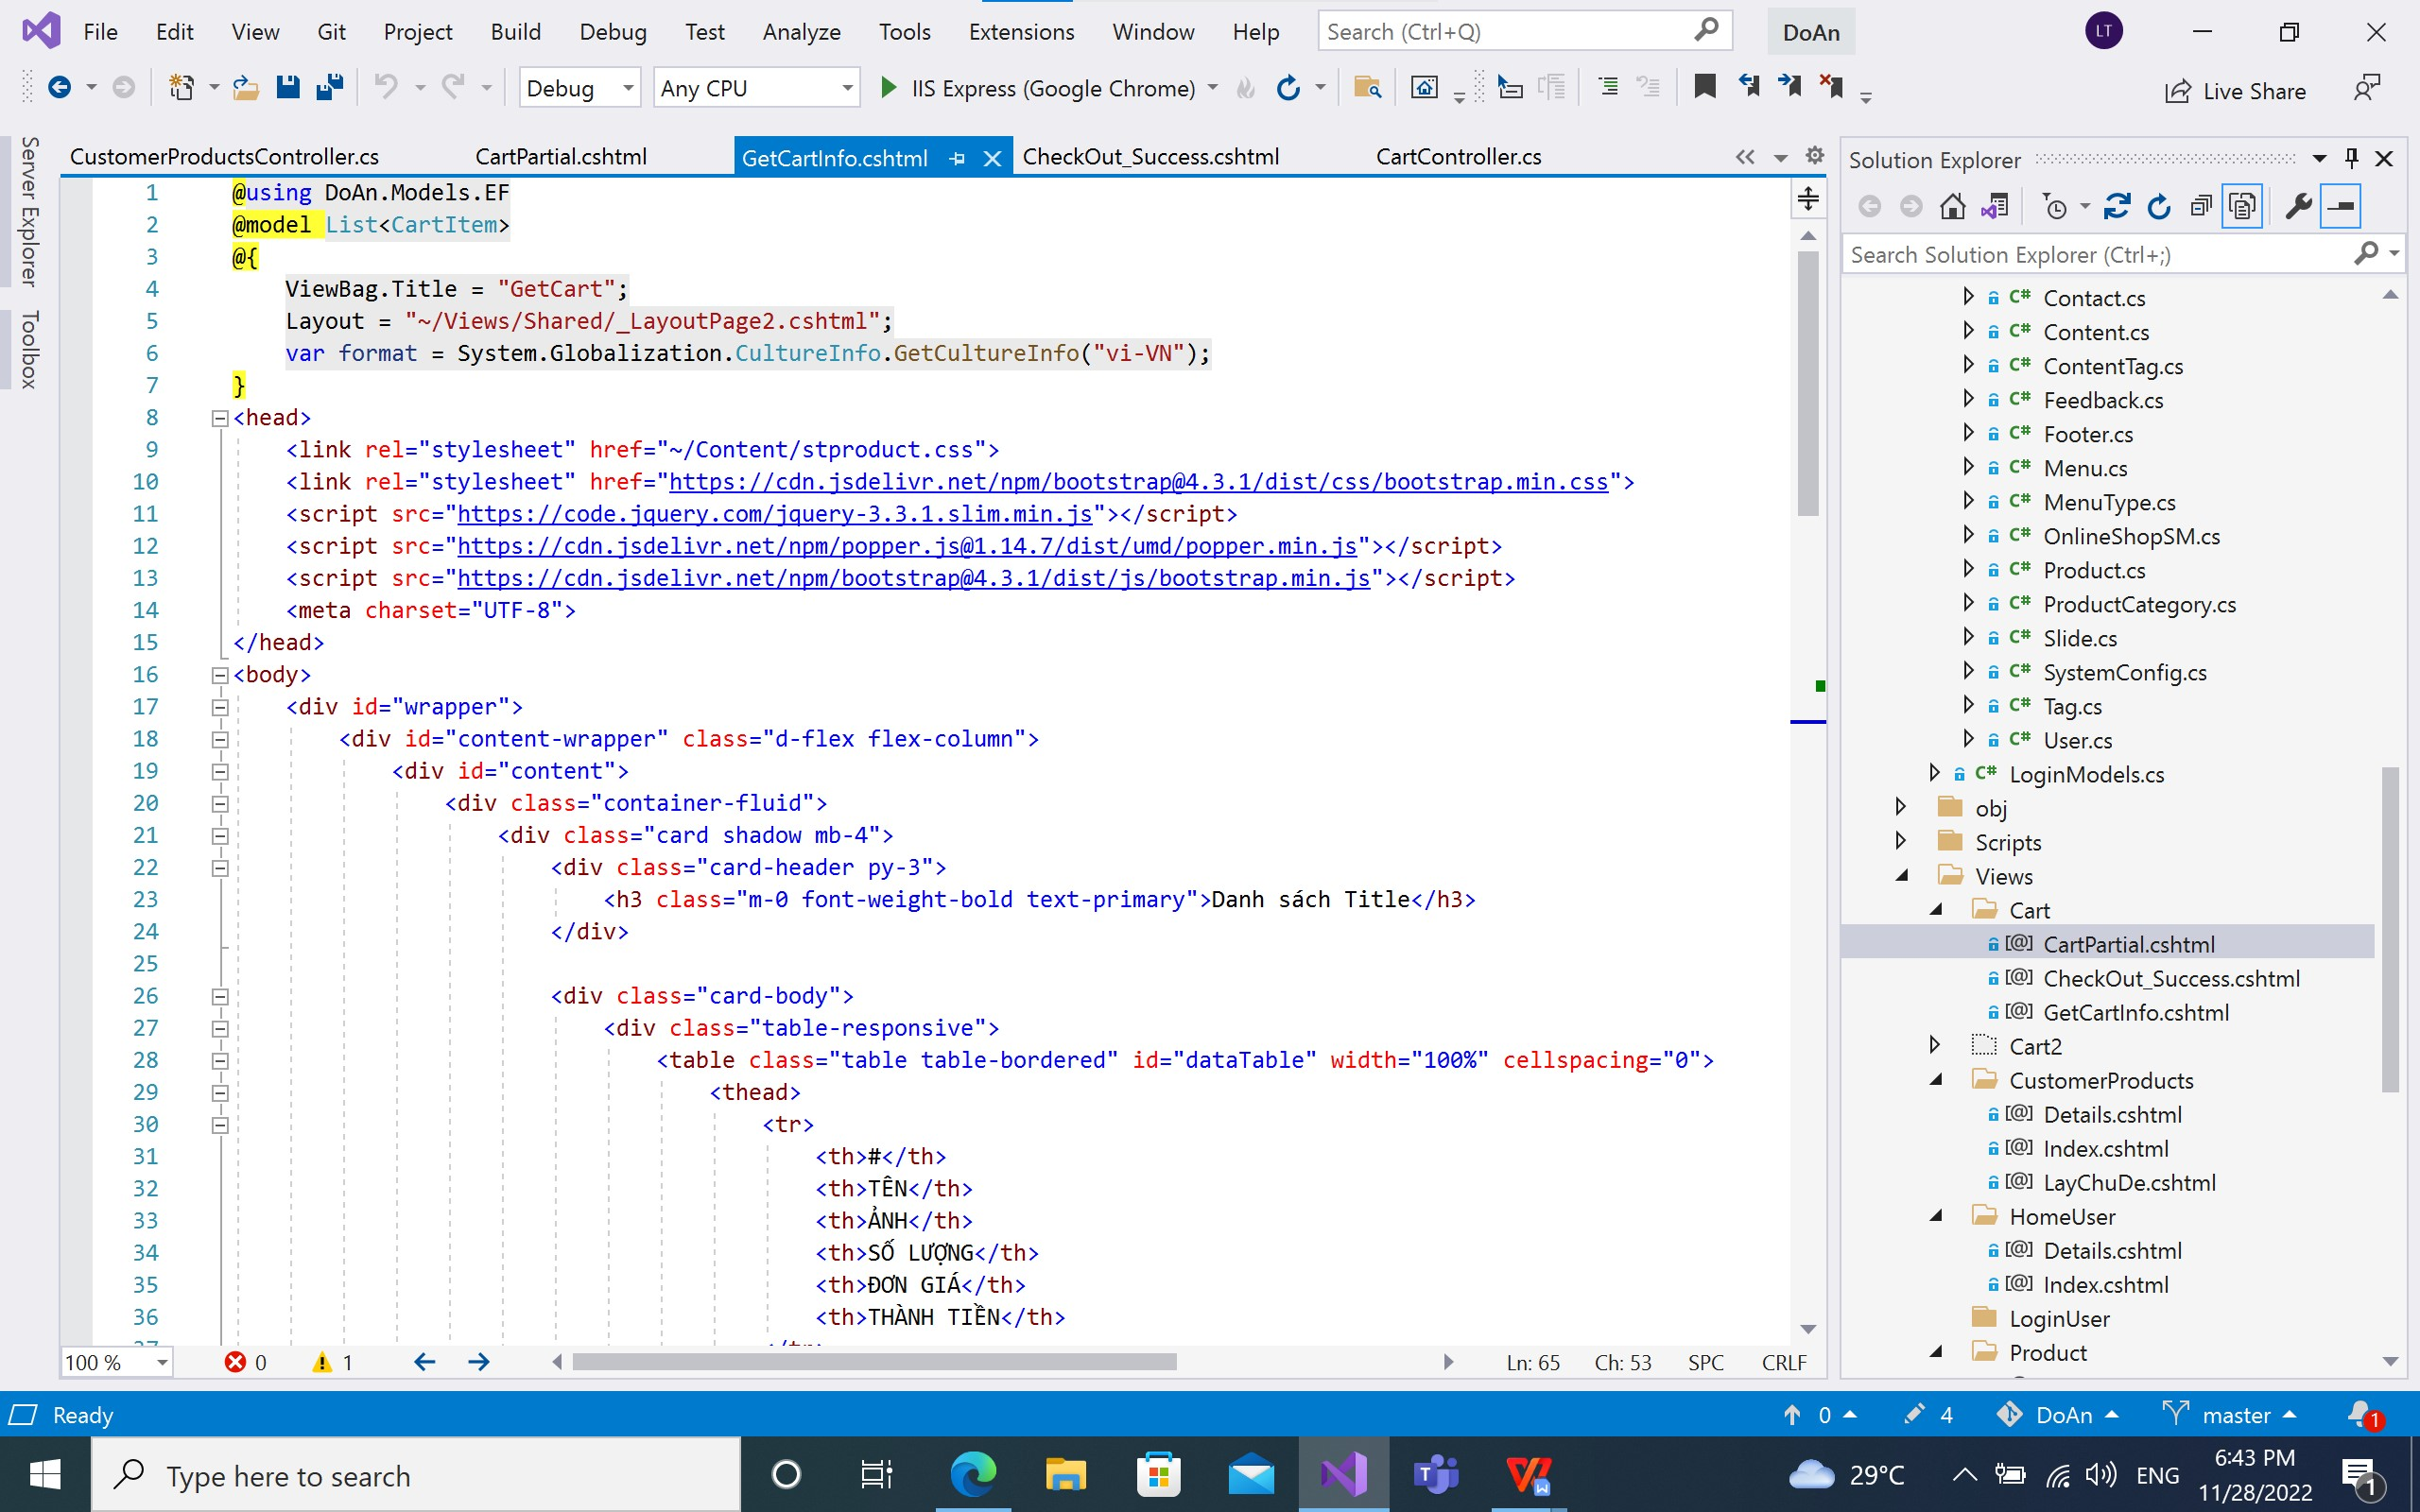 File Edit View Git Project Build Debug Test Analyze Tools Extensions Window Help Search (Ctrl+Q) DoAn LT
Debug Any CPU IIS Express (Google Chrome) Live Share
Server Explorer
Toolbox
CustomerProductsController.cs CartPartial.cshtml GetCartInfo.cshtml CheckOut_Success.cshtml CartController.cs
1 @using DoAn.Models.EF
2 @model List<CartItem>
3 @{
4 ViewBag.Title = "GetCart";
5 Layout = "~/Views/Shared/_LayoutPage2.cshtml";
6 var format = System.Globalization.CultureInfo.GetCultureInfo("vi-VN");
7 }
8 <head>
9 <link rel="stylesheet" href="~/Content/stproduct.css">
10 <link rel="stylesheet" href="https://cdn.jsdelivr.net/npm/bootstrap@4.3.1/dist/css/bootstrap.min.css">
11 <script src="https://code.jquery.com/jquery-3.3.1.slim.min.js"></script>
12 <script src="https://cdn.jsdelivr.net/npm/popper.js@1.14.7/dist/umd/popper.min.js"></script>
13 <script src="https://cdn.jsdelivr.net/npm/bootstrap@4.3.1/dist/js/bootstrap.min.js"></script>
14 <meta charset="UTF-8">
15 </head>
16 <body>
17 <div id="wrapper">
18 <div id="content-wrapper" class="d-flex flex-column">
19 <div id="content">
20 <div class="container-fluid">
21 <div class="card shadow mb-4">
22 <div class="card-header py-3">
23 <h3 class="m-0 font-weight-bold text-primary">Danh sách Title</h3>
24 </div>
25
26 <div class="card-body">
27 <div class="table-responsive">
28 <table class="table table-bordered" id="dataTable" width="100%" cellspacing="0">
29 <thead>
30 <tr>
31 <th>#</th>
32 <th>TÊN</th>
33 <th>ẢNH</th>
34 <th>SỐ LƯỢNG</th>
35 <th>ĐƠN GIÁ</th>
36 <th>THÀNH TIỀN</th>
100 % 0 1 Ln: 65 Ch: 53 SPC CRLF
Solution Explorer
Search Solution Explorer (Ctrl+;)
C# Contact.cs
C# Content.cs
C# ContentTag.cs
C# Feedback.cs
C# Footer.cs
C# Menu.cs
C# MenuType.cs
C# OnlineShopSM.cs
C# Product.cs
C# ProductCategory.cs
C# Slide.cs
C# SystemConfig.cs
C# Tag.cs
C# User.cs
C# LoginModels.cs
obj
Scripts
Views
Cart
[@] CartPartial.cshtml
[@] CheckOut_Success.cshtml
[@] GetCartInfo.cshtml
Cart2
CustomerProducts
[@] Details.cshtml
[@] Index.cshtml
[@] LayChuDe.cshtml
HomeUser
[@] Details.cshtml
[@] Index.cshtml
LoginUser
Product
Ready 0 4 DoAn master 1
Type here to search 29°C ENG 6:43 PM
11/28/2022 1